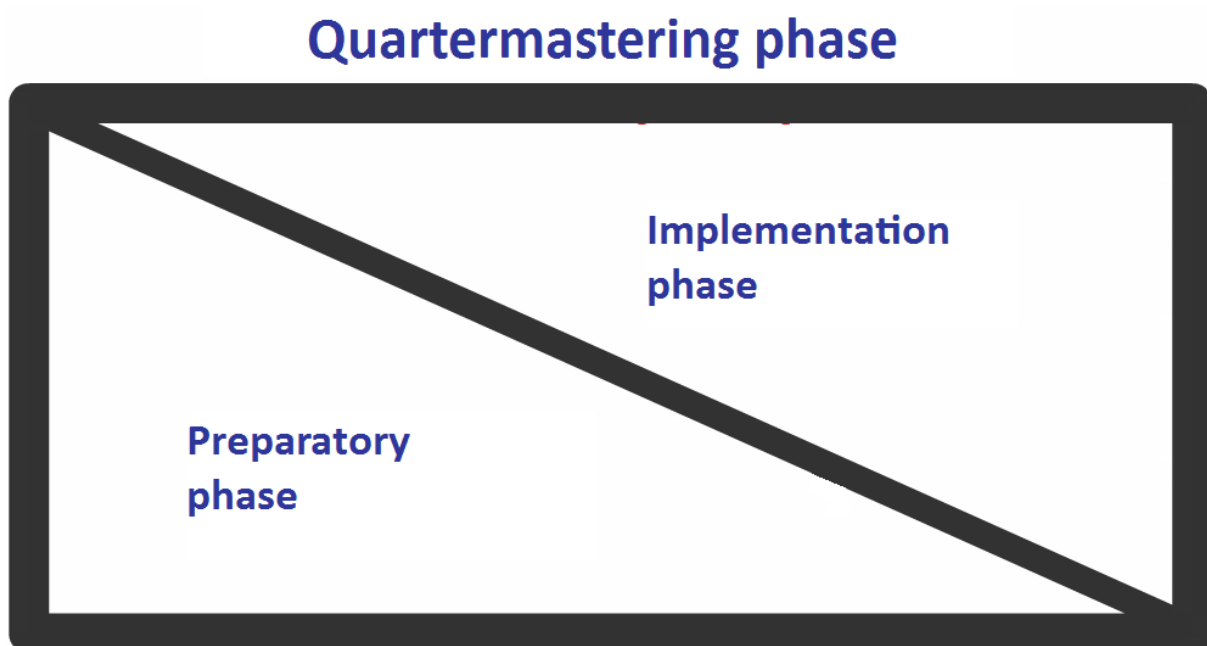 Quartermastering phase
Implementation
phase
Preparatory
phase